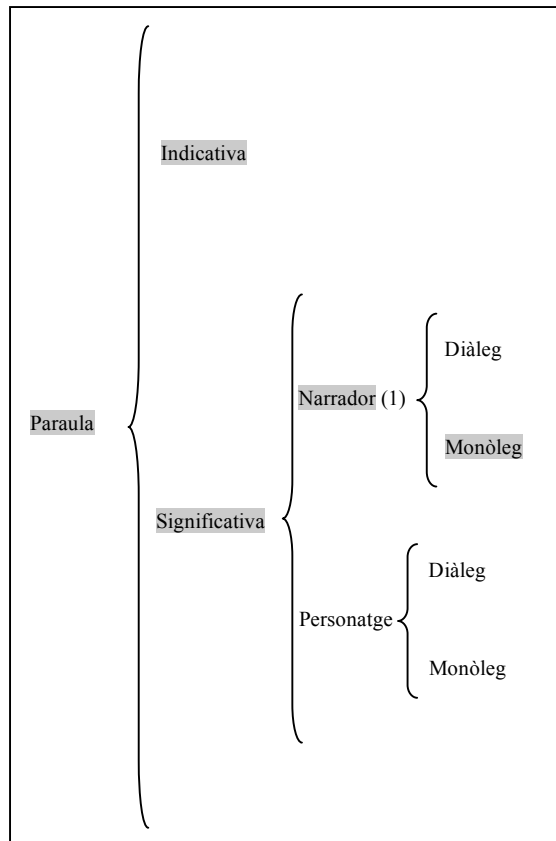 Indicativa
Diàleg
Narrador (1)
Paraula
Monòleg
Significativa
Diàleg
Personatge
Monòleg